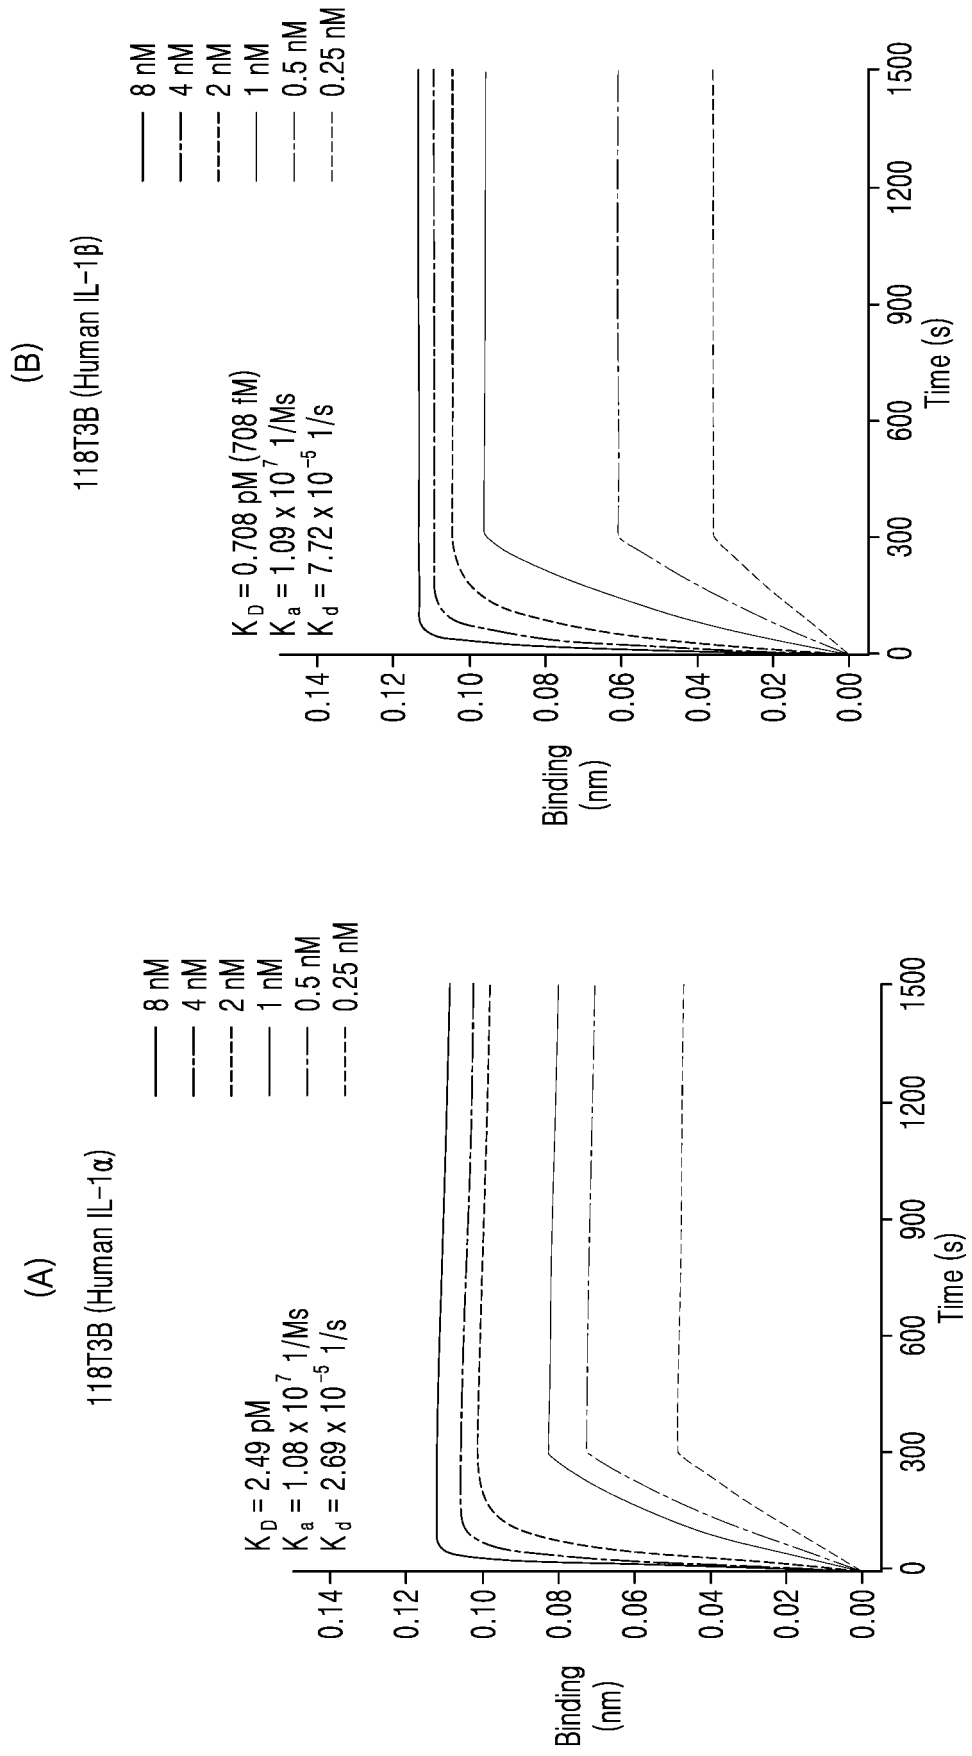 (A)
118T3B (Human IL-1α)
8 nM
4 nM
2 nM
1 nM
0.5 nM
0.25 nM
K_D = 2.49 pM
K_a = 1.08 x 10^7 1/Ms
K_d = 2.69 x 10^-5 1/s
Binding
(nm)
0.14
0.12
0.10
0.08
0.06
0.04
0.02
0.00
0
300
600
900
1200
1500
Time (s)
(B)
118T3B (Human IL-1β)
8 nM
4 nM
2 nM
1 nM
0.5 nM
0.25 nM
K_D = 0.708 pM (708 fM)
K_a = 1.09 x 10^7 1/Ms
K_d = 7.72 x 10^-5 1/s
Binding
(nm)
0.14
0.12
0.10
0.08
0.06
0.04
0.02
0.00
0
300
600
900
1200
1500
Time (s)